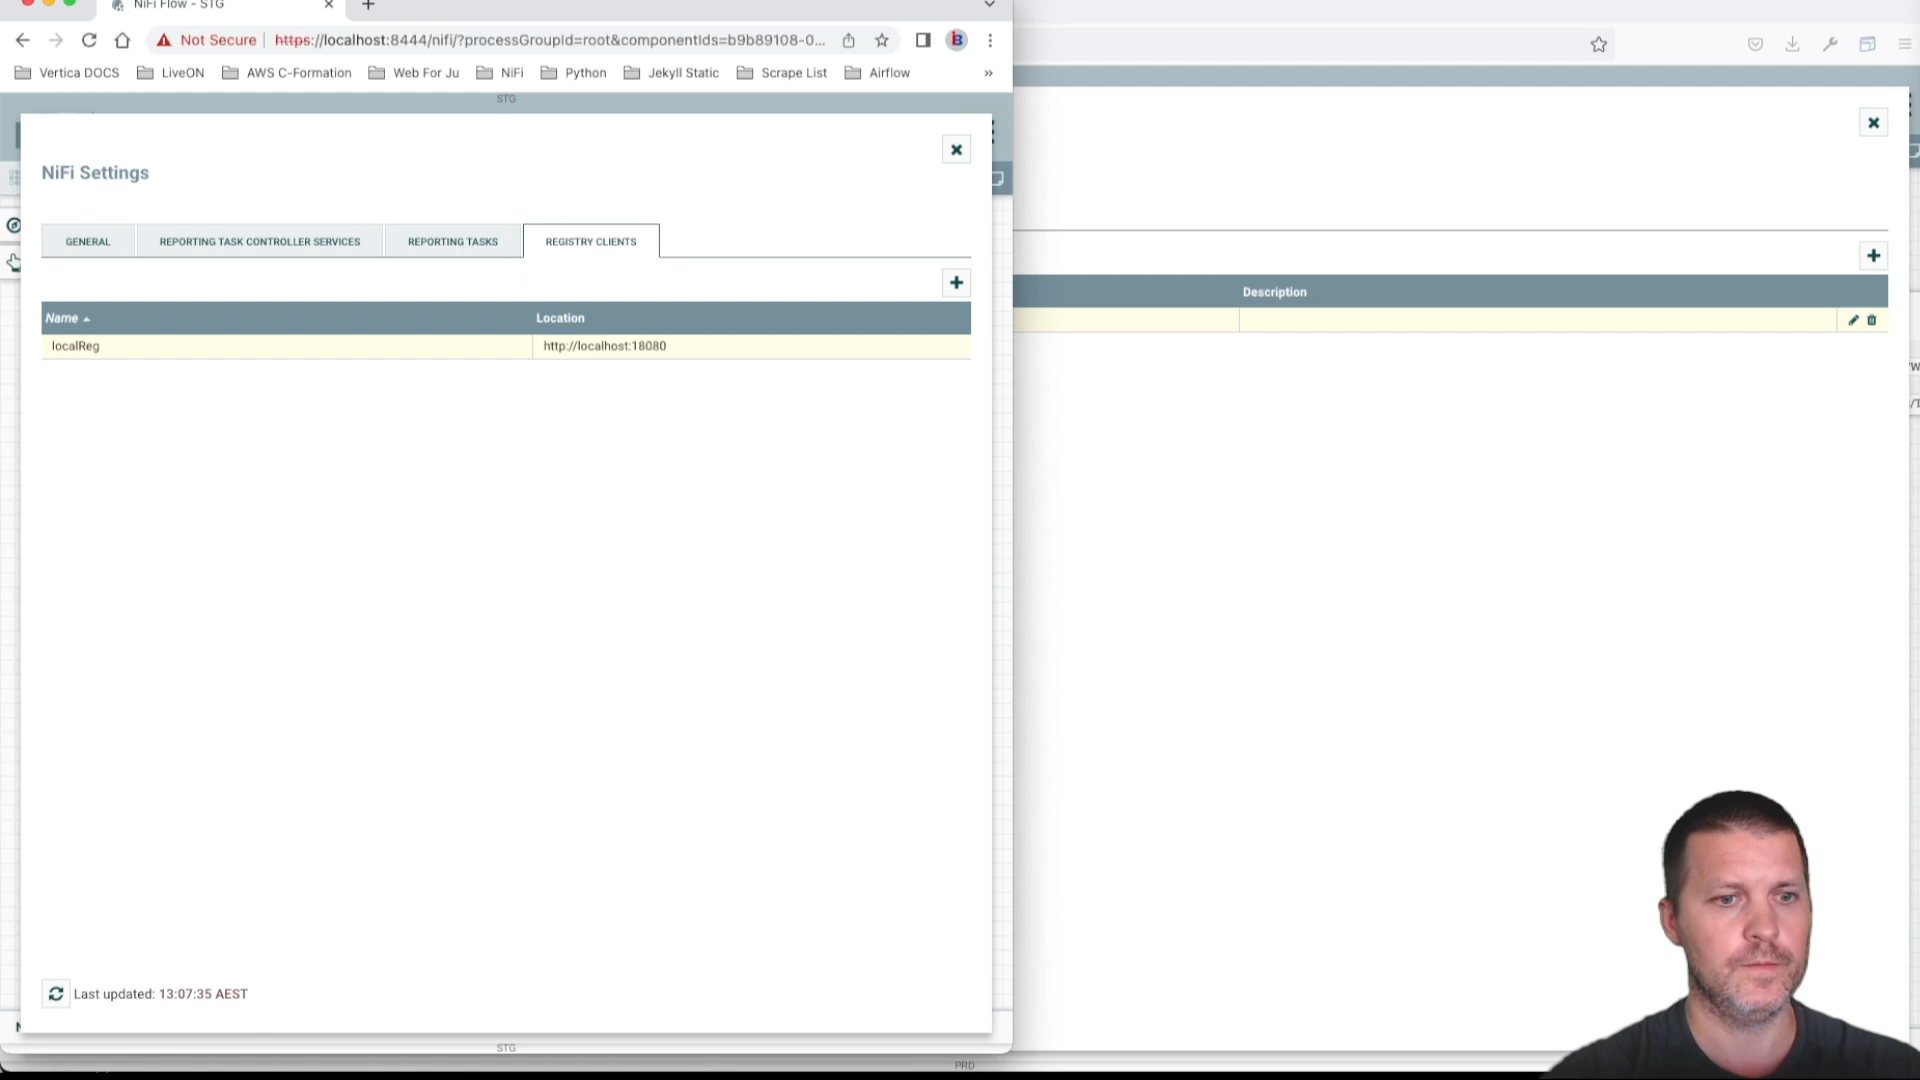 NiFi Flow - STG
Not Secure
https://localhost:8444/nifi/?processGroupId=root&componentIds=b9b89108-0...
Vertica DOCS
LiveON
AWS C-Formation
Web For Ju
NiFi
Python
Jekyll Static
Scrape List
Airflow
»
STG
NiFi Settings
GENERAL
REPORTING TASK CONTROLLER SERVICES
REPORTING TASKS
REGISTRY CLIENTS
Name
Location
localReg
http://localhost:18080
Description
Last updated: 13:07:35 AEST
STG
PRD